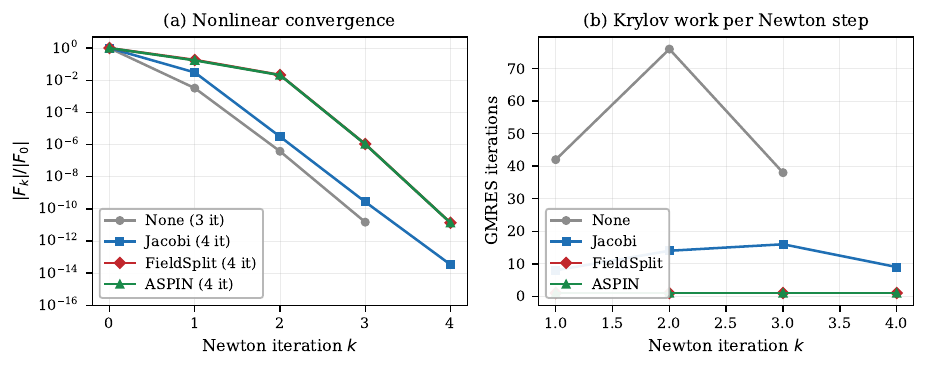 (a) Nonlinear convergence
|F_k|/|F_0|
10^0
10^−2
10^−4
10^−6
10^−8
10^−10
10^−12
10^−14
10^−16
None (3 it)
Jacobi (4 it)
FieldSplit (4 it)
ASPIN (4 it)
0 1 2 3 4
Newton iteration k
(b) Krylov work per Newton step
GMRES iterations
70
60
50
40
30
20
10
0
None
Jacobi
FieldSplit
ASPIN
1.0 1.5 2.0 2.5 3.0 3.5 4.0
Newton iteration k